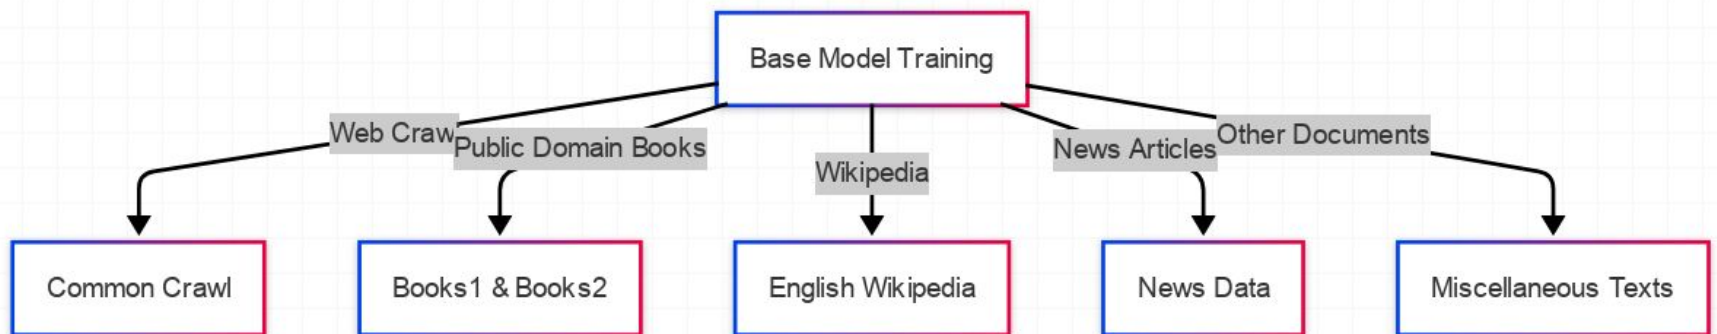 Base Model Training
Web Craw
Public Domain Books
Wikipedia
News Articles
Other Documents
Common Crawl
Books1 & Books2
English Wikipedia
News Data
Miscellaneous Texts